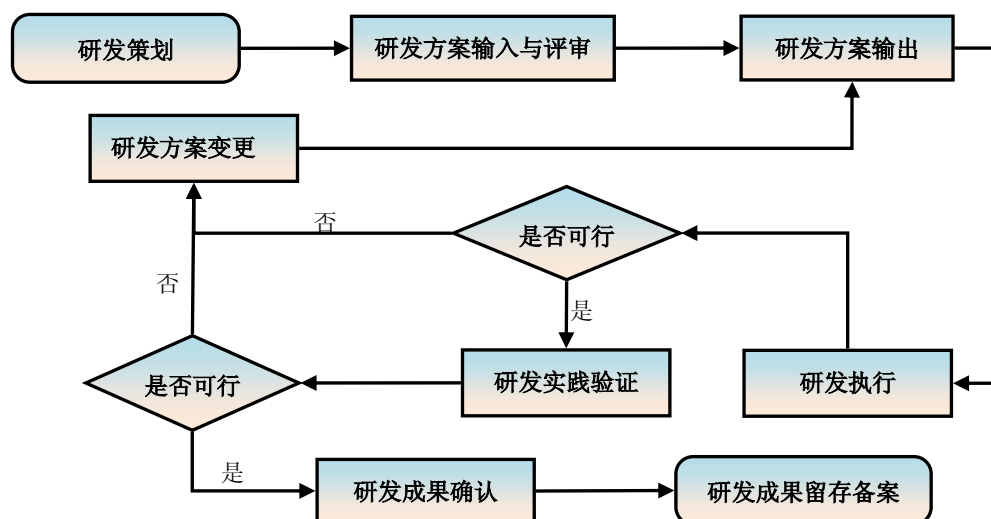 研发策划
研发方案输入与评审
研发方案输出
研发方案变更
否
是否可行
否
是
是否可行
研发实践验证
研发执行
是
研发成果确认
研发成果留存备案